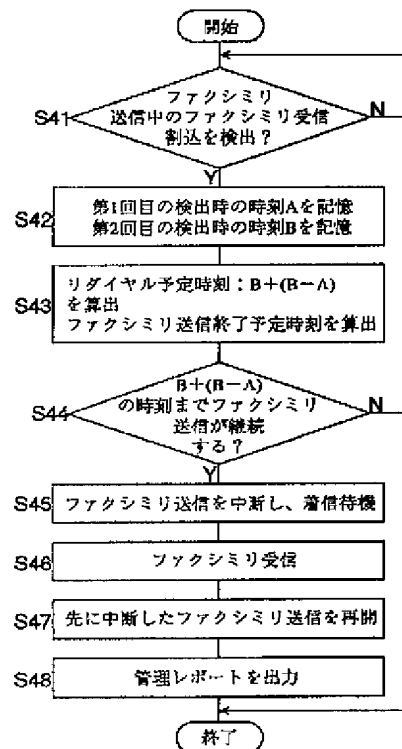 開始
S41
ファクシミリ
送信中のファクシミリ受信
割込を検出?
N
Y
S42
第1回目の検出時の時刻Aを記憶
第2回目の検出時の時刻Bを記憶
S43
リダイヤル予定時刻:B+(B-A)
を算出
ファクシミリ送信終了予定時刻を算出
S44
B+(B-A)
の時刻までファクシミリ
送信が継続
する?
N
Y
S45
ファクシミリ送信を中断し、着信待機
S46
ファクシミリ受信
S47
先に中断したファクシミリ送信を再開
S48
管理レポートを出力
終了